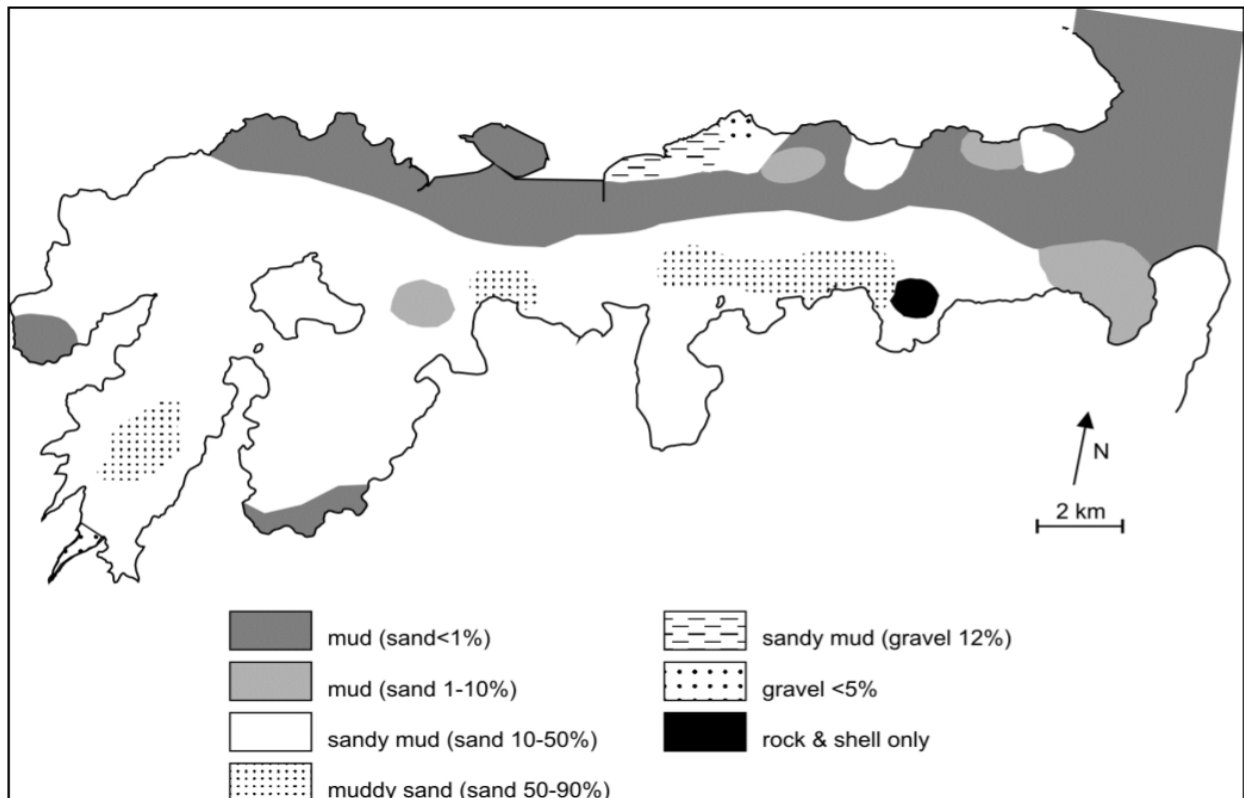 N
2 km
mud (sand<1%)
mud (sand 1-10%)
sandy mud (sand 10-50%)
muddy sand (sand 50-90%)
sandy mud (gravel 12%)
gravel <5%
rock & shell only